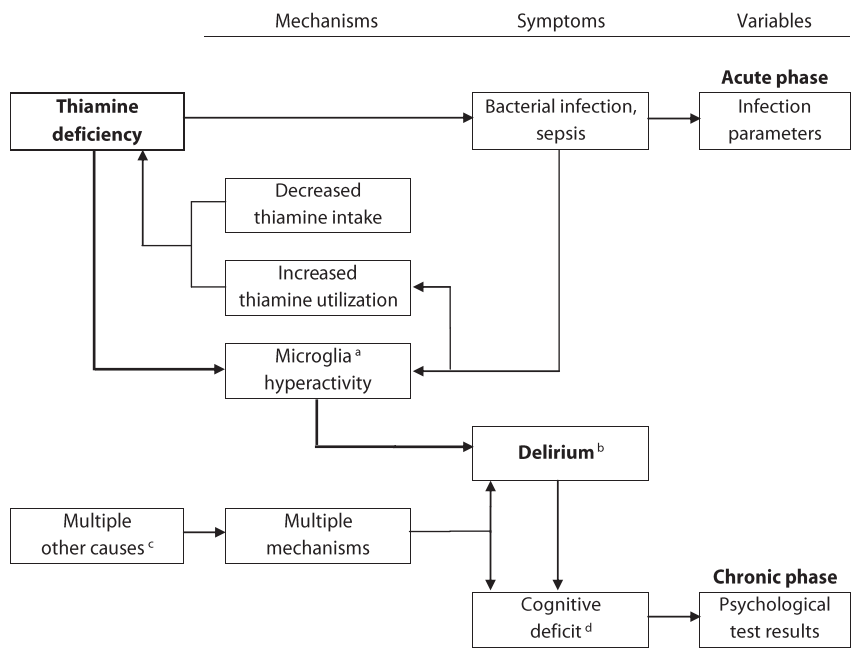 Mechanisms Symptoms Variables
Acute phase
Thiamine
deficiency
Bacterial infection,
sepsis
Infection
parameters
Decreased
thiamine intake
Increased
thiamine utilization
Microglia a
hyperactivity
Delirium b
Multiple
other causes c
Multiple
mechanisms
Chronic phase
Cognitive
deficit d
Psychological
test results